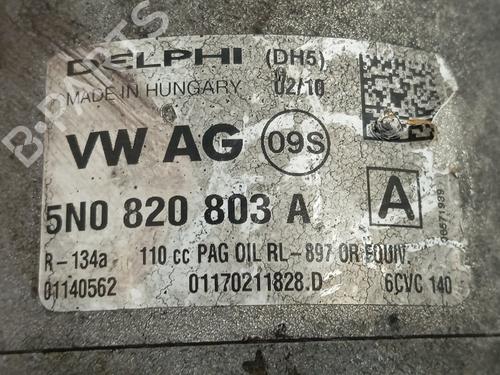 DELPHI (DH5)
MADE IN HUNGARY 02/10
VW AG 09S
5N0 820 803 A A
R-134a 110 cc PAG OIL RL-897 OR EQUIV.
01140562 01170211828.D 6CVC 140
B-PARTS